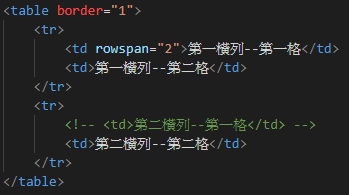 <table border="1">
<tr>
<td rowspan="2">第一橫列--第一格</td>
<td>第一橫列--第二格</td>
</tr>
<tr>
<!-- <td>第二橫列--第一格</td> -->
<td>第二橫列--第二格</td>
</tr>
</table>